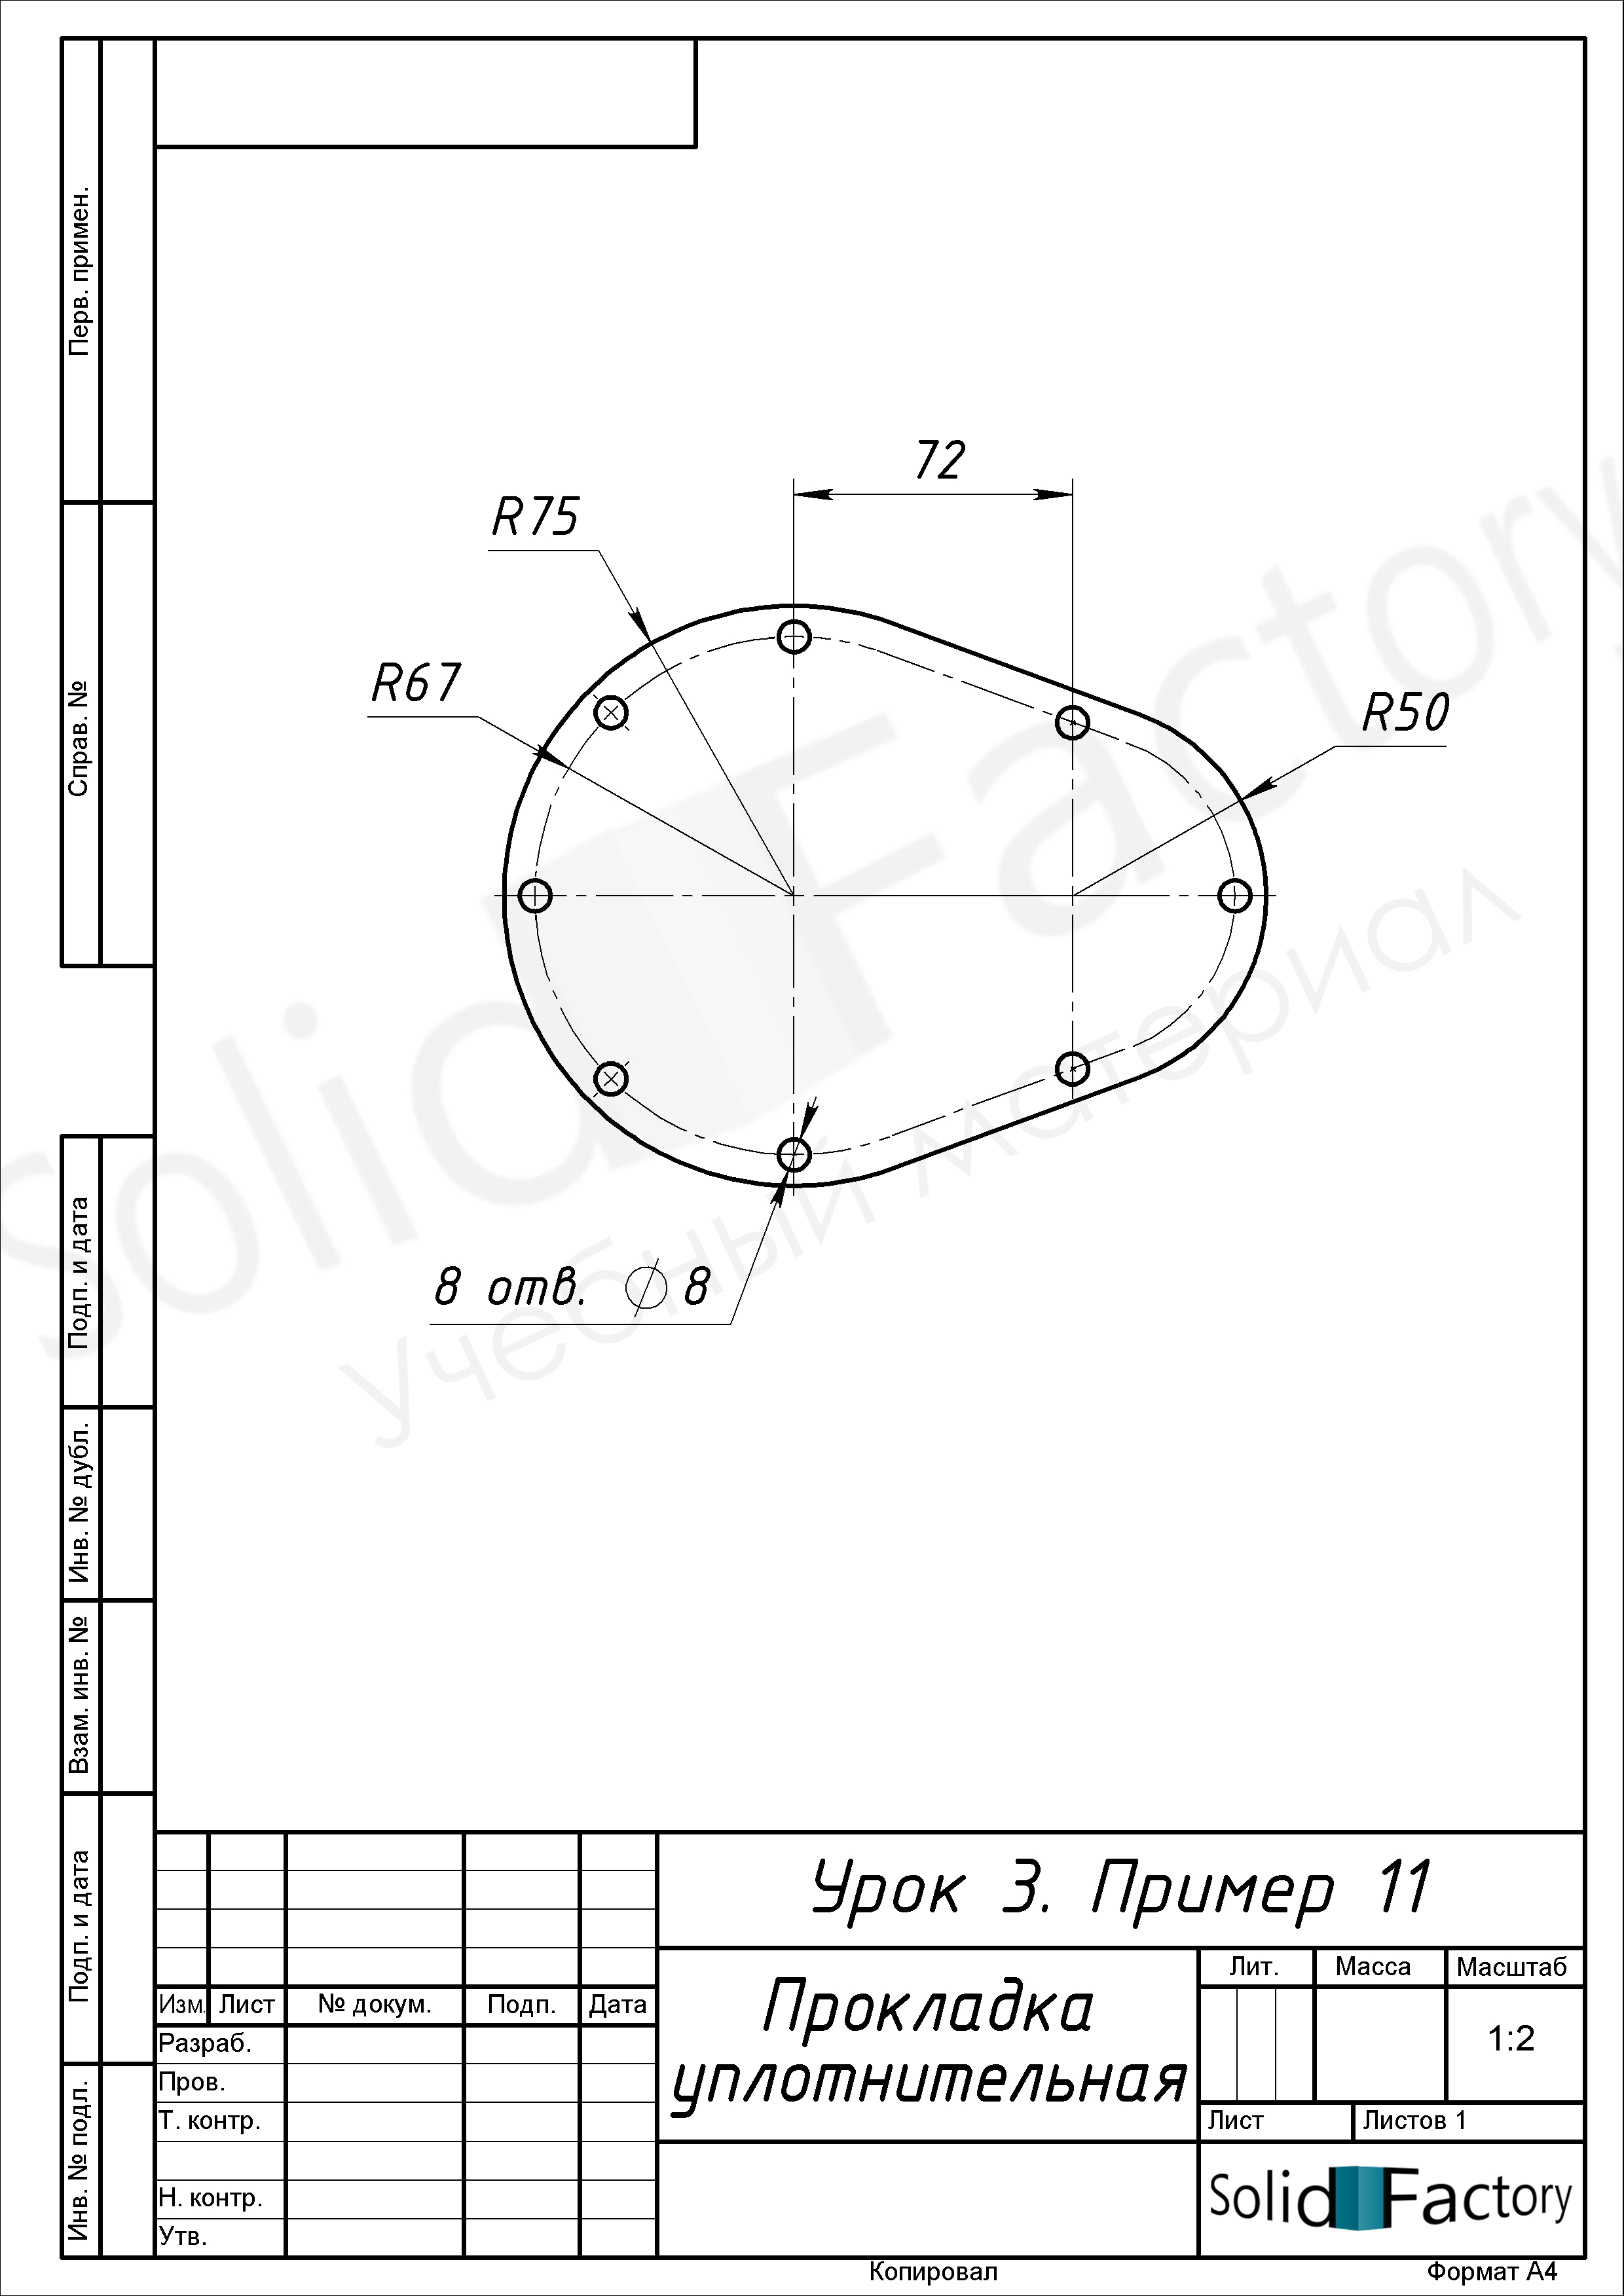 Перв. примен.
Справ. №
Подп. и дата
Инв. № дубл.
Взам. инв. №
Подп. и дата
Инв. № подл.
72
R75
R67
R50
8 отв. ∅ 8
Solid Factory
Учебный материал
Урок 3. Пример 11
Прокладка
уплотнительная
Изм. Лист № докум. Подп. Дата
Разраб.
Пров.
Т. контр.
Н. контр.
Утв.
Лит. Масса Масштаб
1:2
Лист Листов 1
Solid Factory
Копировал Формат А4